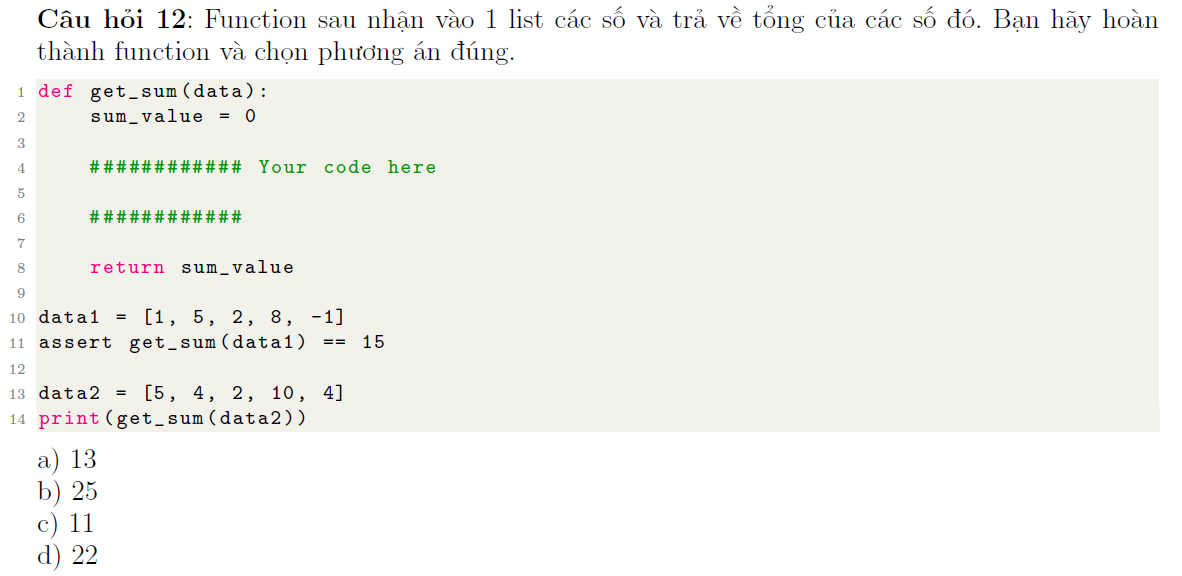 Câu hỏi 12: Function sau nhận vào 1 list các số và trả về tổng của các số đó. Bạn hãy hoàn
thành function và chọn phương án đúng.
1 def get_sum(data):
2     sum_value = 0
3
4     ############ Your code here
5
6     ############
7
8     return sum_value
9
10 data1 = [1, 5, 2, 8, -1]
11 assert get_sum(data1) == 15
12
13 data2 = [5, 4, 2, 10, 4]
14 print(get_sum(data2))
a) 13
b) 25
c) 11
d) 22